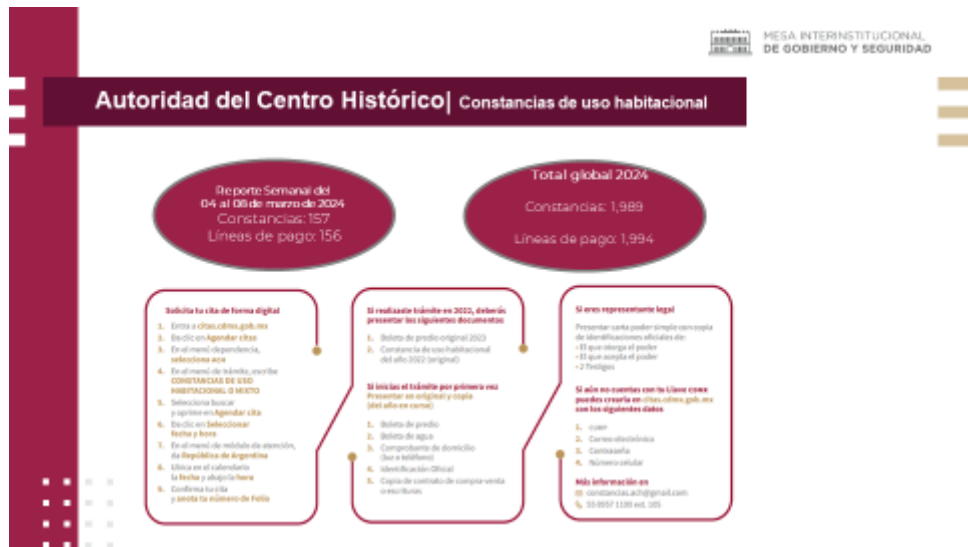 MESA INTERINSTITUCIONAL
DE GOBIERNO Y SEGURIDAD
Autoridad del Centro Histórico| Constancias de uso habitacional
Reporte Semanal del
04 al 08 de marzo de 2024
Constancias: 157
Líneas de pago: 156
Total global 2024
Constancias: 1,989
Líneas de pago: 1,994
Solicita tu cita de forma digital
1. Entra a citas.cdmx.gob.mx
2. Da clic en Agendar citas
3. En el menú dependencia,
selecciona ACH
4. En el menú de trámite, escribe
CONSTANCIAS DE USO
HABITACIONAL O MIXTO
5. Selecciona buscar
y oprime en Agendar cita
6. Da clic en Seleccionar
fecha y hora
7. En el menú de módulo de atención,
da República de Argentina
8. Ubica en el calendario
la fecha y abajo la hora
9. Confirma tu cita
y anota tu número de Folio
Si realizaste trámite en 2022, deberás
presentar los siguientes documentos
1. Boleta de predio original 2023
2. Constancia de uso habitacional
del año 2022 (original)
Si inicias el trámite por primera vez
Presentar en original y copia
(del año en curso)
1. Boleta de predio
2. Boleta de agua
3. Comprobante de domicilio
(luz o teléfono)
4. Identificación Oficial
5. Copia de contrato de compra-venta
o escrituras
Si eres representante legal
Presentar carta poder simple con copia
de identificaciones oficiales de:
• El que otorga el poder
• El que acepta el poder
• 2 Testigos
Si aún no cuentas con tu Llave CDMX
puedes crearla en citas.cdmx.gob.mx
con los siguientes datos
1. CURP
2. Correo electrónico
3. Contraseña
4. Número celular
Más información en
constancias.ach@gmail.com
55 8957 1100 ext. 105